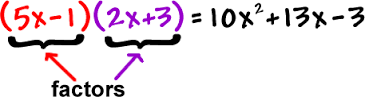 (5x-1)(2x+3) = 10x²+13x-3
factors